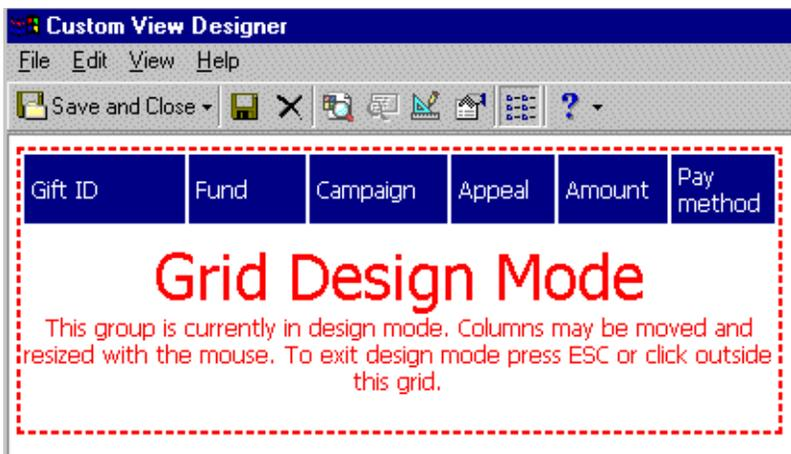 Custom View Designer
File Edit View Help
Save and Close ?
Gift ID Fund Campaign Appeal Amount Pay method
Grid Design Mode
This group is currently in design mode. Columns may be moved and
resized with the mouse. To exit design mode press ESC or click outside
this grid.